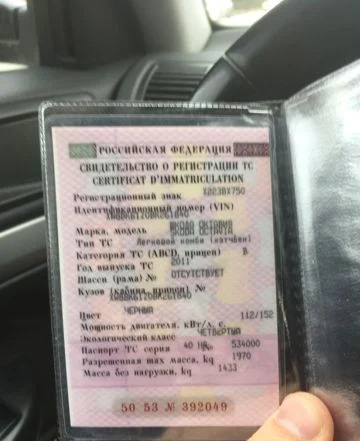 РОССИЙСКАЯ ФЕДЕРАЦИЯ
СВИДЕТЕЛЬСТВО О РЕГИСТРАЦИИ ТС
CERTIFICAT D'IMMATRICULATION
Регистрационный знак Х223ВХ750
Идентификационный номер (VIN)
Марка, модель
Тип ТС Легковой комби (хэтчбек)
Категория ТС (ABCD, прицеп) B
Год выпуска ТС 2011
Шасси (рама) № ОТСУТСТВУЕТ
Кузов (кабина, прицеп) №
Цвет ЧЕРНЫЙ
Мощность двигателя, кВт/л. с. 112/152
Экологический класс ЧЕТВЕРТЫЙ
Паспорт ТС серия 40 № 534000
Разрешенная max масса, kg 1970
Масса без нагрузки, kg 1433
50 53 № 392049